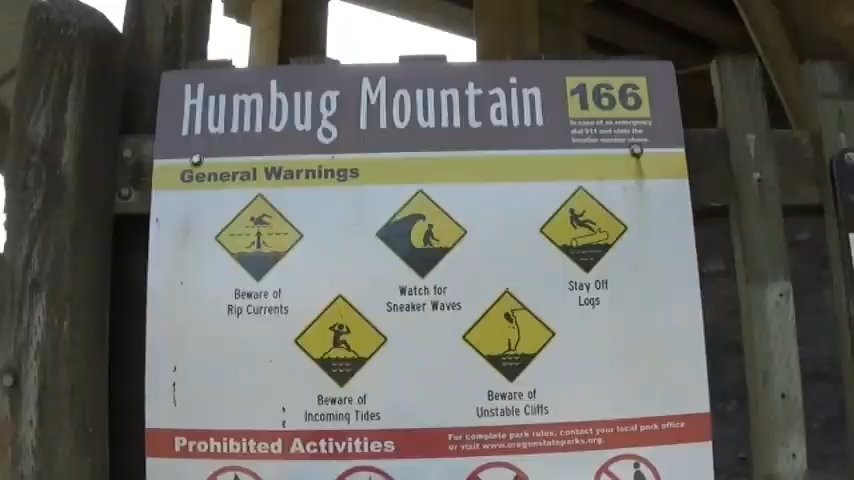 Humbug Mountain
166
In case of an emergency
dial 911 and state the
location number above.
General Warnings
Beware of
Rip Currents
Watch for
Sneaker Waves
Stay Off
Logs
Beware of
Incoming Tides
Beware of
Unstable Cliffs
Prohibited Activities
For complete park rules, contact your local park office
or visit www.oregonstateparks.org.